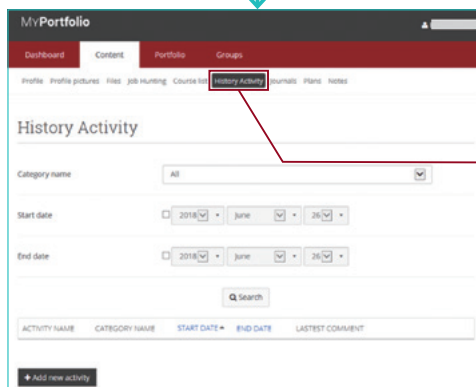 MyPortfolio
Dashboard Content Portfolio Groups
Profile Profile pictures Files Job Hunting Course list History Activity Journals Plans Notes
History Activity
Category name All
Start date 2018 June 26
End date 2018 June 26
Search
ACTIVITY NAME CATEGORY NAME START DATE END DATE LASTEST COMMENT
+ Add new activity